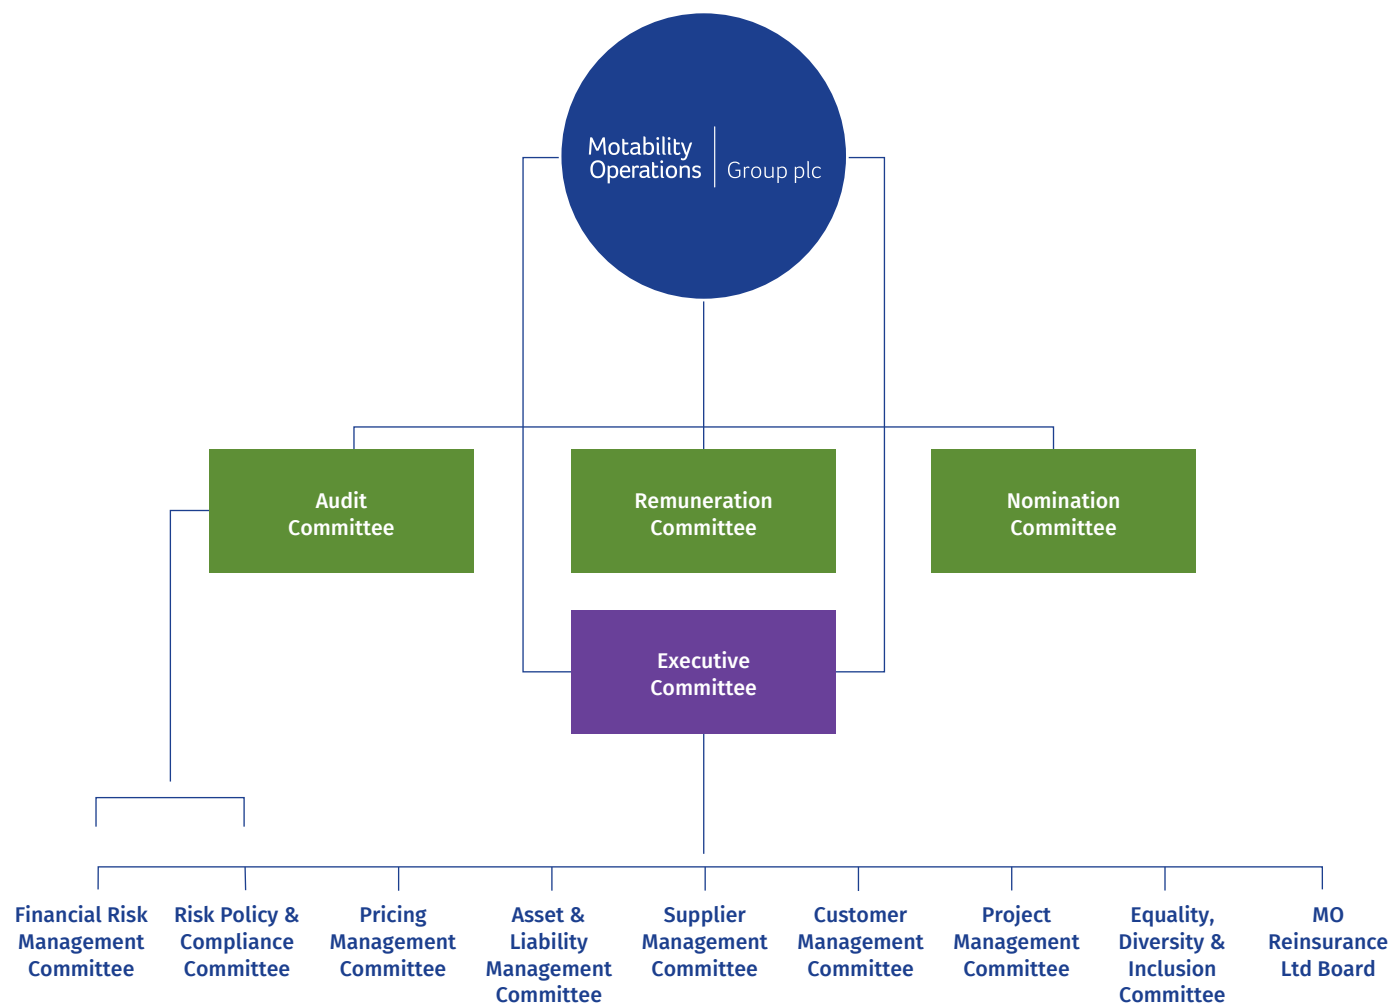 Motability
Operations
Group plc
Audit
Committee
Remuneration
Committee
Nomination
Committee
Executive
Committee
Financial Risk
Management
Committee
Risk Policy &
Compliance
Committee
Pricing
Management
Committee
Asset &
Liability
Management
Committee
Supplier
Management
Committee
Customer
Management
Committee
Project
Management
Committee
Equality,
Diversity &
Inclusion
Committee
MO
Reinsurance
Ltd Board